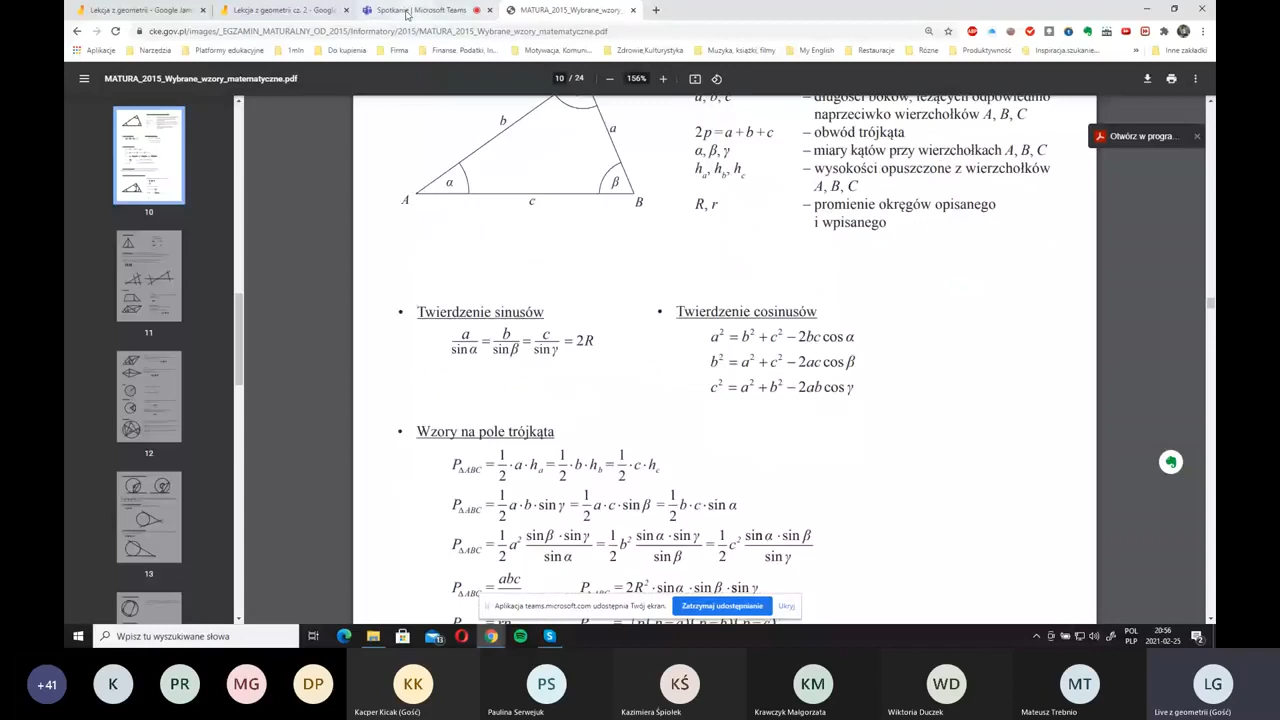 Lekcja z geometrii - Google Jam
Lekcja z geometrii cz. 2. - Google
Spotkanie | Microsoft Teams
MATURA_2015_Wybrane_wzory_
cke.gov.pl/images/_EGZAMIN_MATURALNY_OD_2015/Informatory/2015/MATURA_2015_Wybrane_wzory_matematyczne.pdf
Aplikacje Narzędzia Platformy edukacyjne 1mln Do kupienia Firma Finanse. Podatki, In... Motywacja, Komuni... Zdrowie,Kulturystyka Muzyka, książki, filmy My English Restauracje Różne Produktywność Inspiracja.szukanie... » Inne zakładki
MATURA_2015_Wybrane_wzory_matematyczne.pdf 10 / 24 156%
Otwórz w progra...
a, b, c – długości boków, leżących odpowiednio
naprzeciwko wierzchołków A, B, C
2p = a + b + c – obwód trójkąta
α, β, γ – miary kątów przy wierzchołkach A, B, C
hₐ, h_b, h_c – wysokości opuszczone z wierzchołków
A, B, C
R, r – promienie okręgów opisanego
i wpisanego
b
a
α
β
A
c
B
10
11
12
13
• Twierdzenie sinusów
a/sin α = b/sin β = c/sin γ = 2R
• Twierdzenie cosinusów
a² = b² + c² − 2bc cos α
b² = a² + c² − 2ac cos β
c² = a² + b² − 2ab cos γ
• Wzory na pole trójkąta
P_ΔABC = 1/2 · a · hₐ = 1/2 · b · h_b = 1/2 · c · h_c
P_ΔABC = 1/2 a · b · sin γ = 1/2 a · c · sin β = 1/2 b · c · sin α
P_ΔABC = 1/2 a² sin β · sin γ / sin α = 1/2 b² sin α · sin γ / sin β = 1/2 c² sin α · sin β / sin γ
P_ΔABC = abc P_ΔABC = 2R² · sin α · sin β · sin γ
Aplikacja teams.microsoft.com udostępnia Twój ekran. Zatrzymaj udostępnianie Ukryj
Wpisz tu wyszukiwane słowa
13
POL
PLP
20:56
2021-02-25
2
+41 K PR MG DP KK PS KŚ KM WD MT LG
Kacper Kicak (Gość) Paulina Serwejuk Kazimiera Śpiołek Krawczyk Małgorzata Wiktoria Duczek Mateusz Trebnio Live z geometrii (Gość)